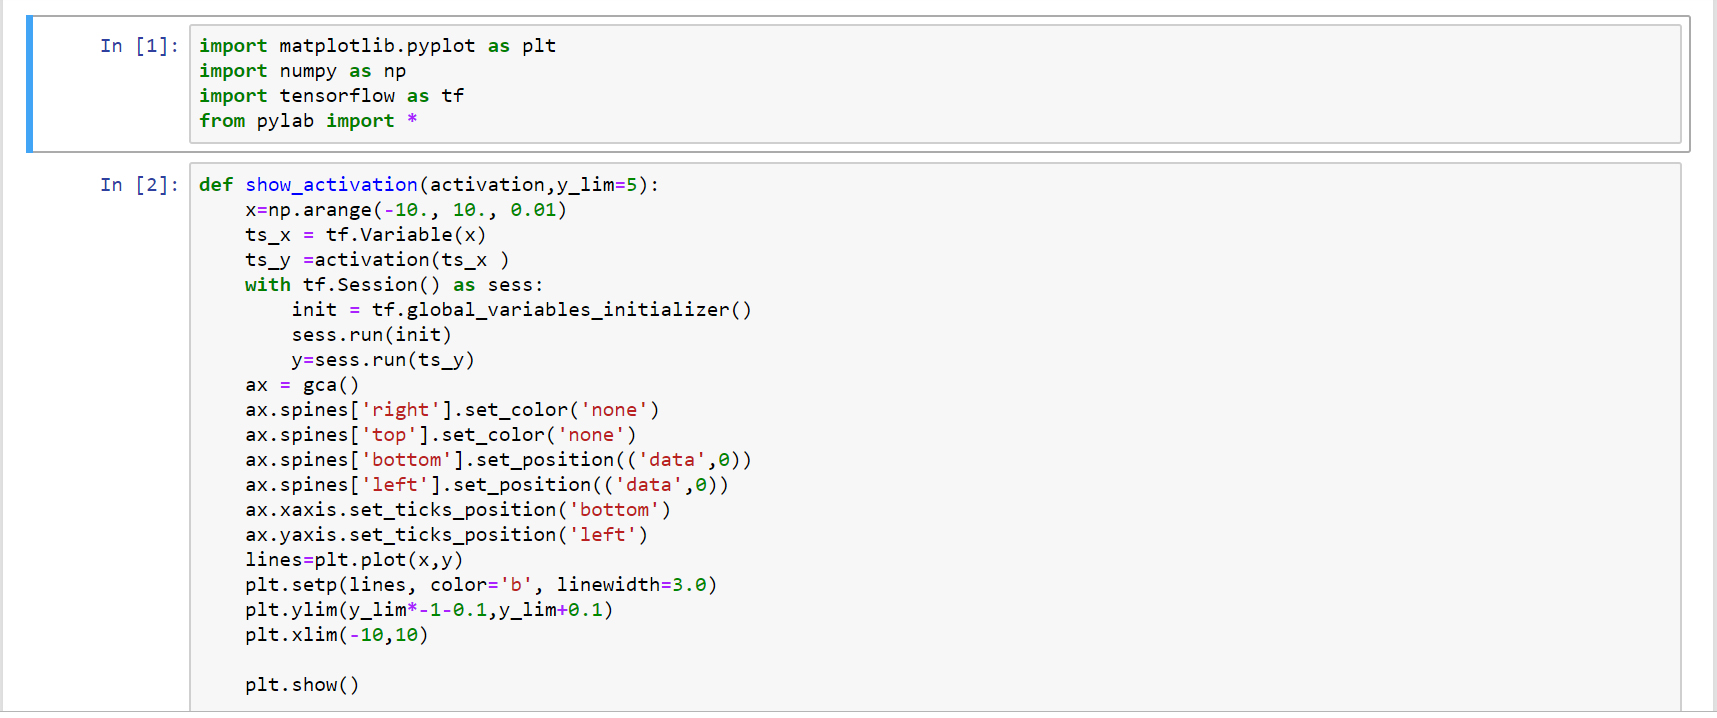 In [1]: import matplotlib.pyplot as plt
import numpy as np
import tensorflow as tf
from pylab import *
In [2]: def show_activation(activation,y_lim=5):
    x=np.arange(-10., 10., 0.01)
    ts_x = tf.Variable(x)
    ts_y =activation(ts_x )
    with tf.Session() as sess:
        init = tf.global_variables_initializer()
        sess.run(init)
        y=sess.run(ts_y)
    ax = gca()
    ax.spines['right'].set_color('none')
    ax.spines['top'].set_color('none')
    ax.spines['bottom'].set_position(('data',0))
    ax.spines['left'].set_position(('data',0))
    ax.xaxis.set_ticks_position('bottom')
    ax.yaxis.set_ticks_position('left')
    lines=plt.plot(x,y)
    plt.setp(lines, color='b', linewidth=3.0)
    plt.ylim(y_lim*-1-0.1,y_lim+0.1)
    plt.xlim(-10,10)
    plt.show()